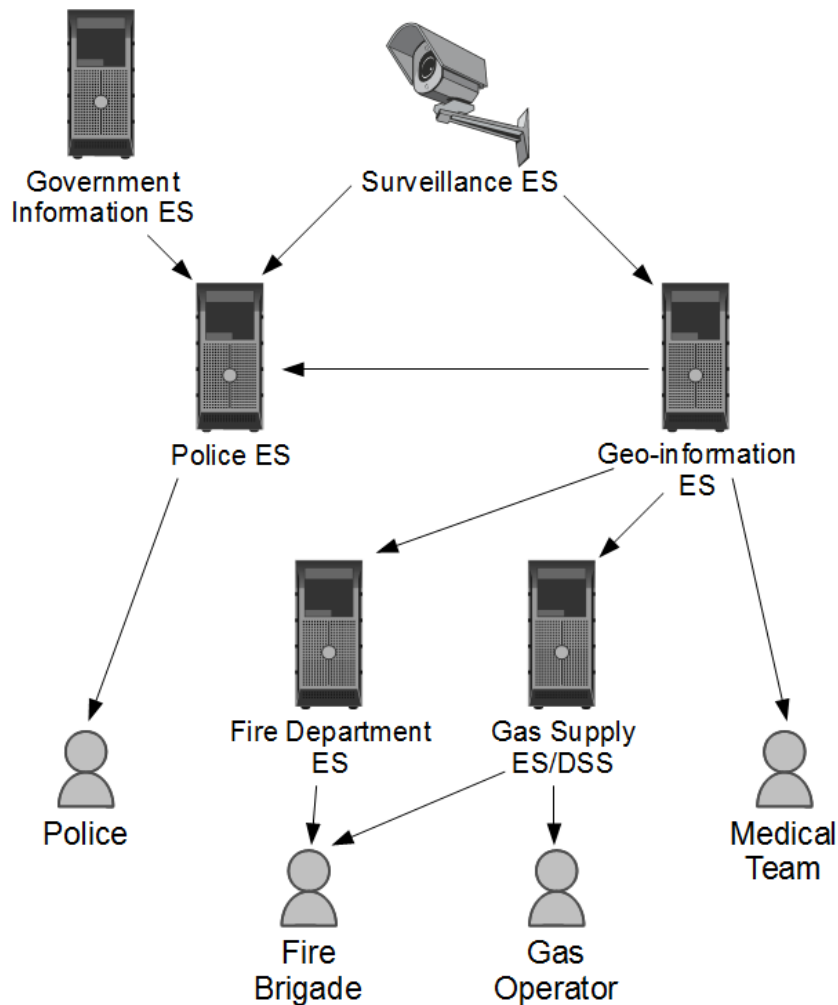 Government
Information ES
Surveillance ES
Police ES
Geo-information
ES
Fire Department
ES
Gas Supply
ES/DSS
Police
Medical
Team
Fire
Brigade
Gas
Operator